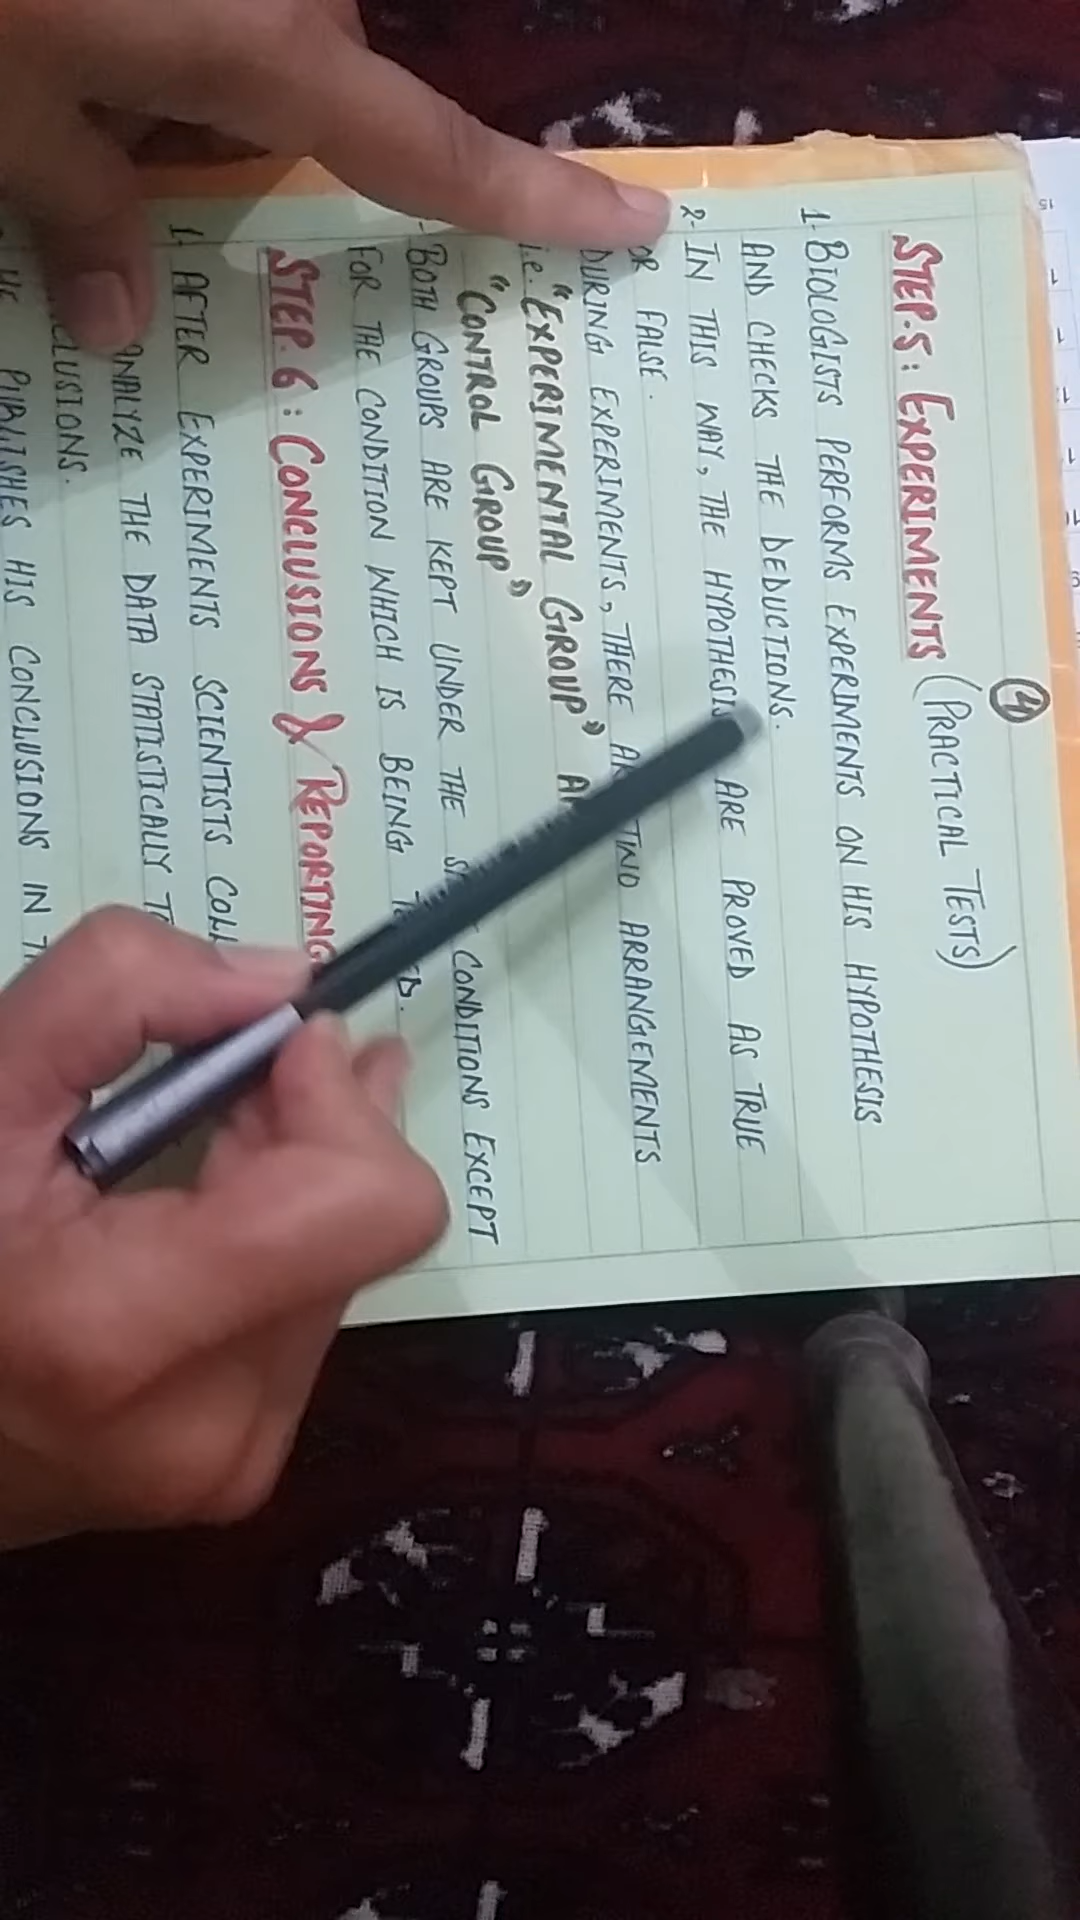 4
STEP.5: EXPERIMENTS (PRACTICAL TESTS)
1. BIOLOGISTS PERFORMS EXPERIMENTS ON HIS HYPOTHESIS
AND CHECKS THE DEDUCTIONS.
2- IN THIS WAY, THE HYPOTHESIS ARE PROVED AS TRUE
OR FALSE.
DURING EXPERIMENTS, THERE TWO ARRANGEMENTS
i.e. "EXPERIMENTAL GROUP"
"CONTROL GROUP"
- BOTH GROUPS ARE KEPT UNDER THE CONDITIONS EXCEPT
FOR THE CONDITION WHICH IS BEING
STEP.6: CONCLUSIONS & REPORTING
1. AFTER EXPERIMENTS SCIENTISTS
ANALYZE THE DATA STATISTICALLY
PUBLISHES HIS CONCLUSIONS IN